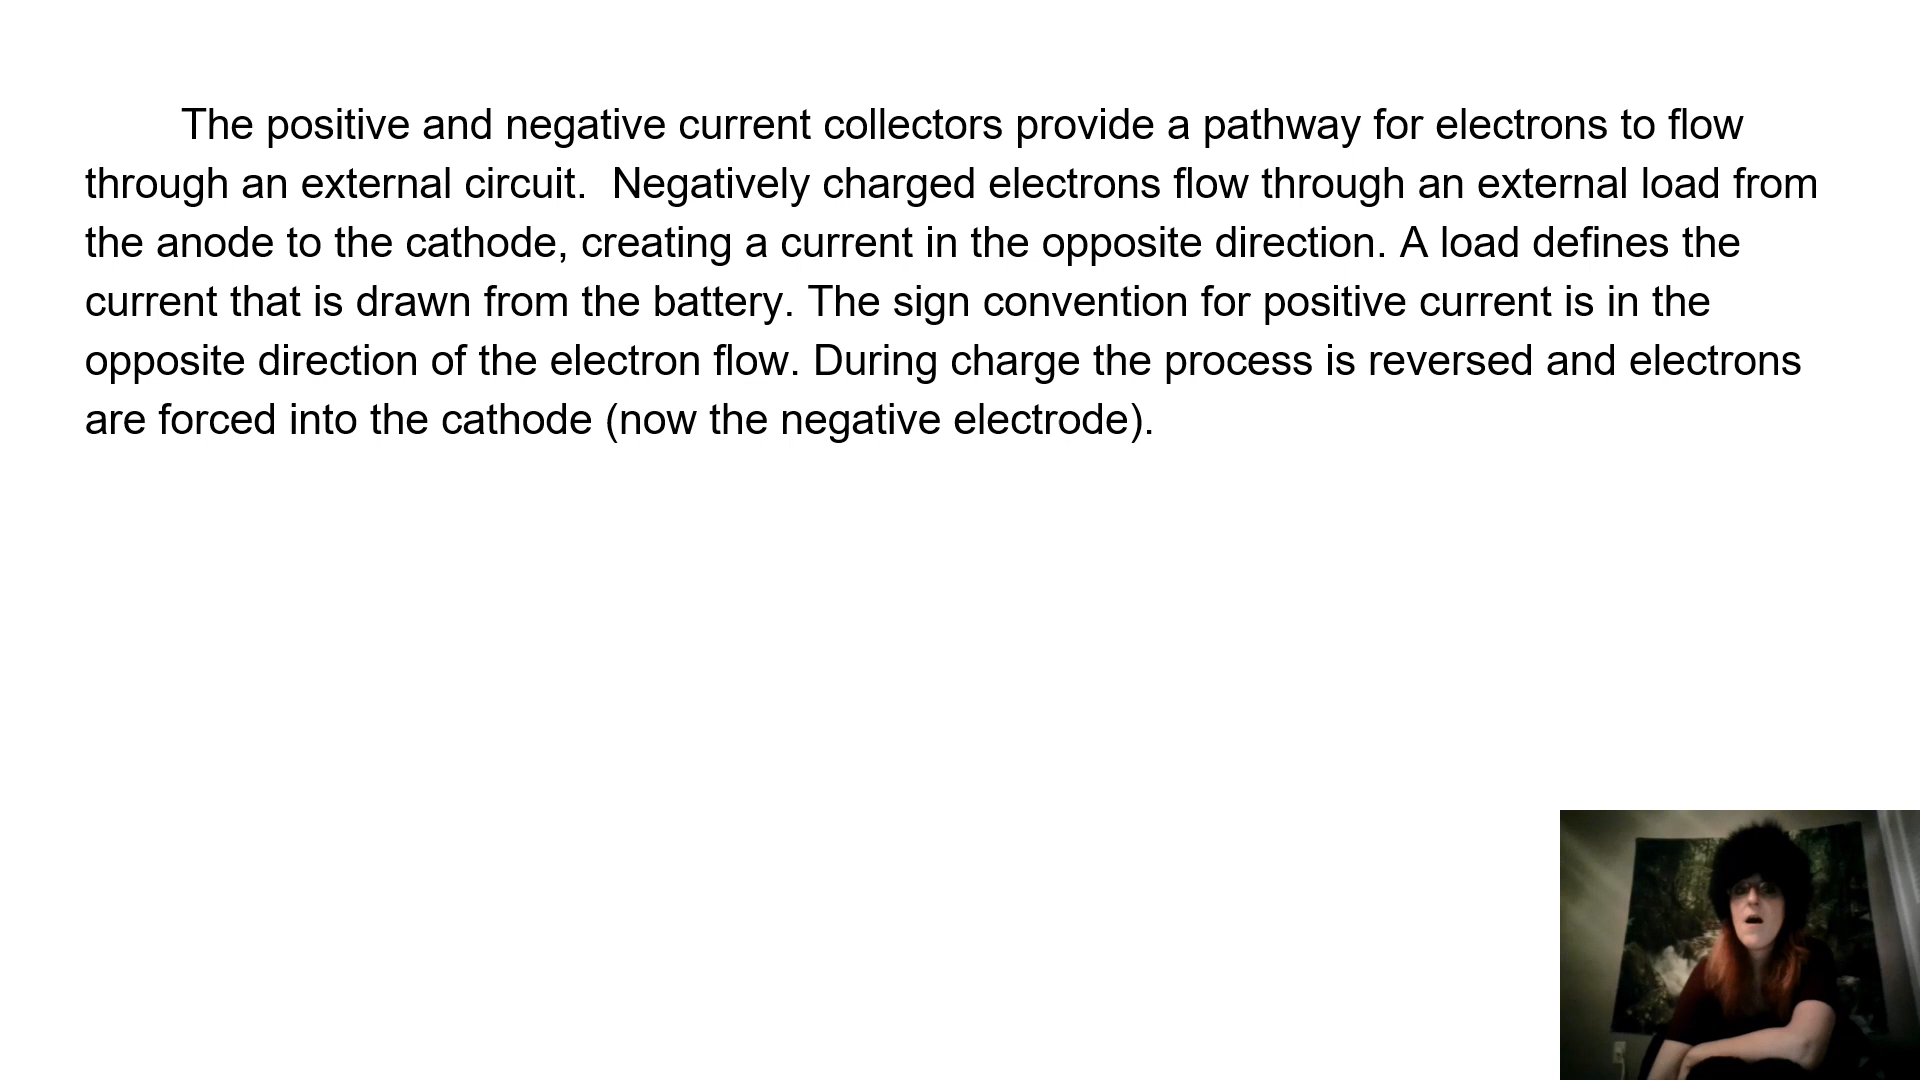 The positive and negative current collectors provide a pathway for electrons to flow
through an external circuit.  Negatively charged electrons flow through an external load from
the anode to the cathode, creating a current in the opposite direction. A load defines the
current that is drawn from the battery. The sign convention for positive current is in the
opposite direction of the electron flow. During charge the process is reversed and electrons
are forced into the cathode (now the negative electrode).